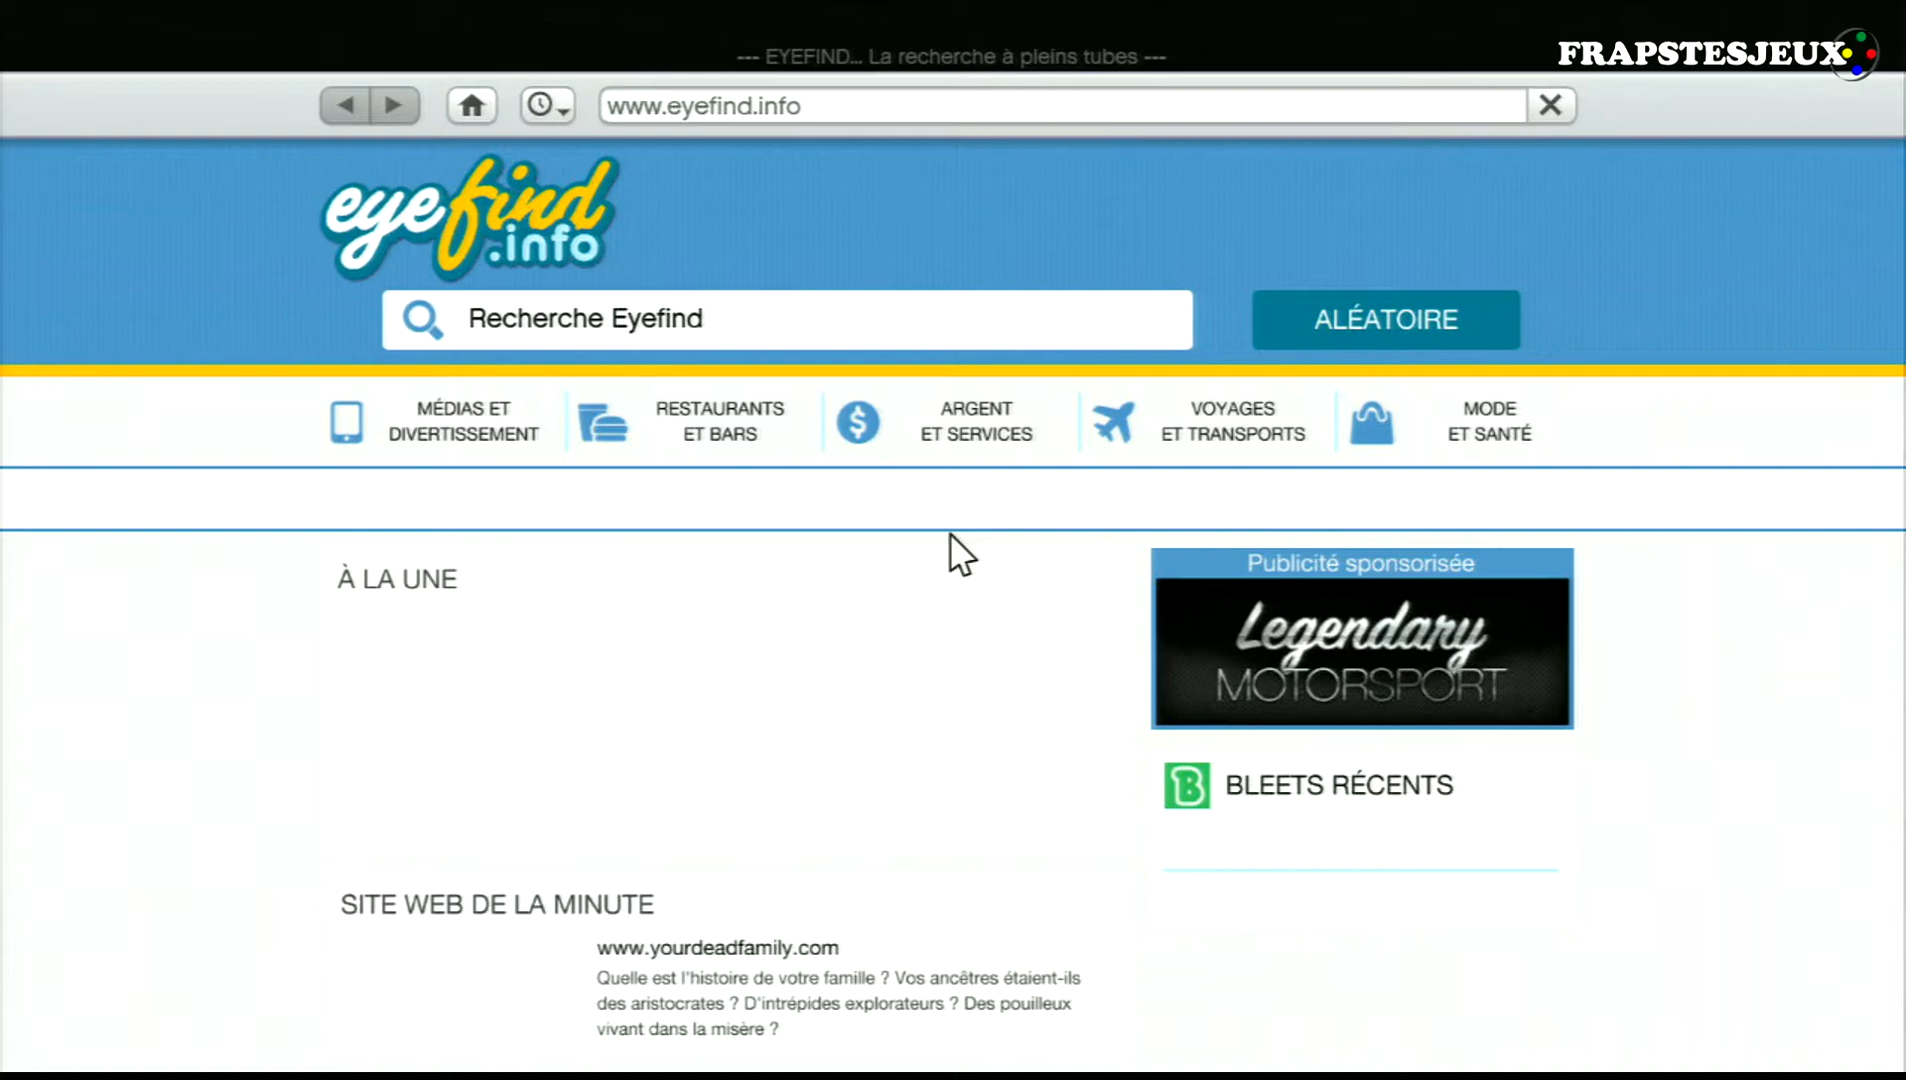 --- EYEFIND... La recherche à pleins tubes ---
FRAPSTESJEUX
www.eyefind.info
eyefind
.info
Recherche Eyefind
ALÉATOIRE
MÉDIAS ET
DIVERTISSEMENT
RESTAURANTS
ET BARS
ARGENT
ET SERVICES
VOYAGES
ET TRANSPORTS
MODE
ET SANTÉ
À LA UNE
Publicité sponsorisée
Legendary
MOTORSPORT
B BLEETS RÉCENTS
SITE WEB DE LA MINUTE
www.yourdeadfamily.com
Quelle est l'histoire de votre famille ? Vos ancêtres étaient-ils
des aristocrates ? D'intrépides explorateurs ? Des pouilleux
vivant dans la misère ?